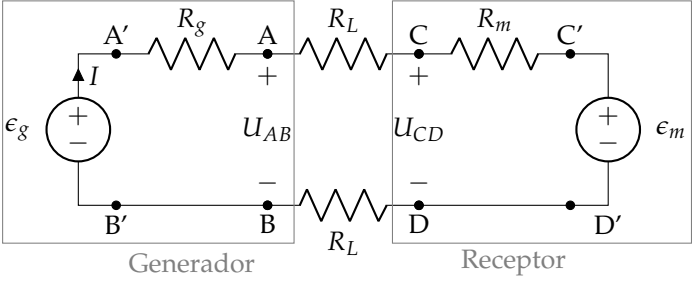 R_g R_L R_m
A′ A C C′
I + +
ϵ_g + − U_AB U_CD + − ϵ_m
− −
B′ B D D′
R_L
Generador Receptor